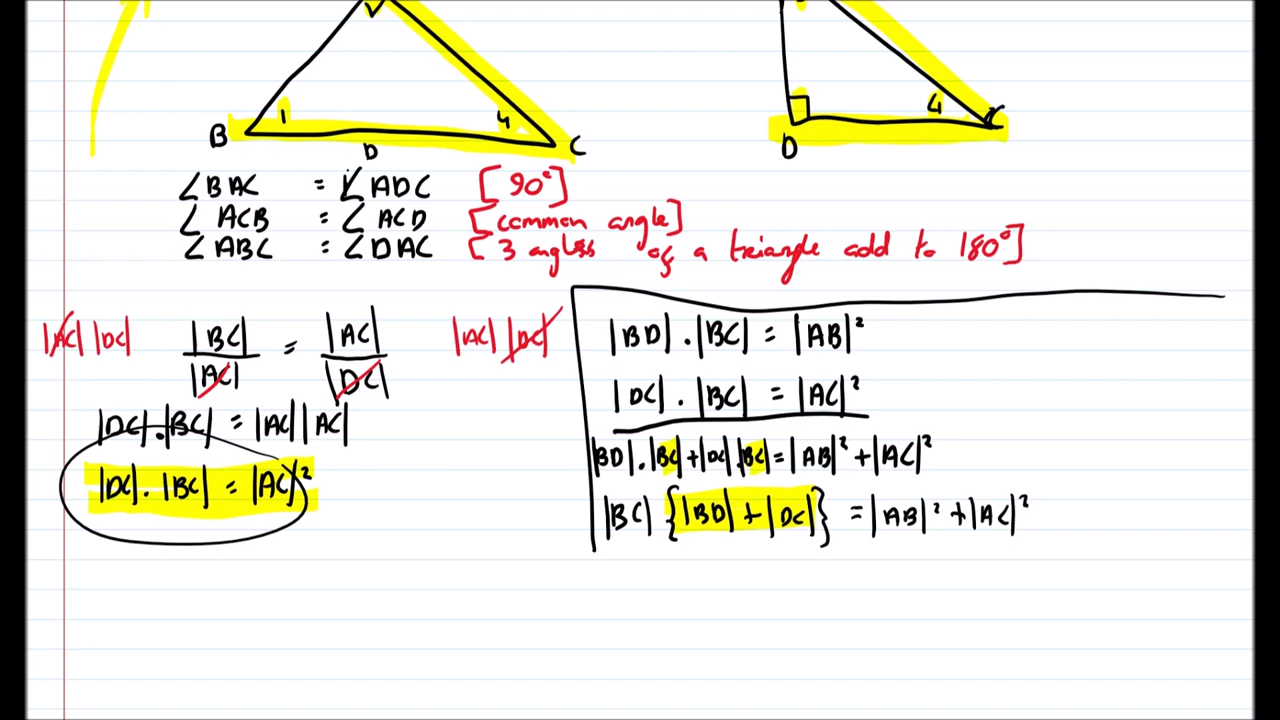 1 4
B D C
4
D C
∠BAC = ∠ADC [90°]
∠ACB = ∠ACD [common angle]
∠ABC = ∠DAC [3 angless of a triangle add to 180°]
|AC| |DC| |BC|/|AC| = |AC|/|DC| |AC| |DC|
|DC|.|BC| = |AC||AC|
|DC|.|BC| = |AC|²
|BD|.|BC| = |AB|²
|DC|.|BC| = |AC|²
|BD|.|BC|+|DC|.|BC|=|AB|²+|AC|²
|BC|{|BD|+|DC|} =|AB|²+|AC|²